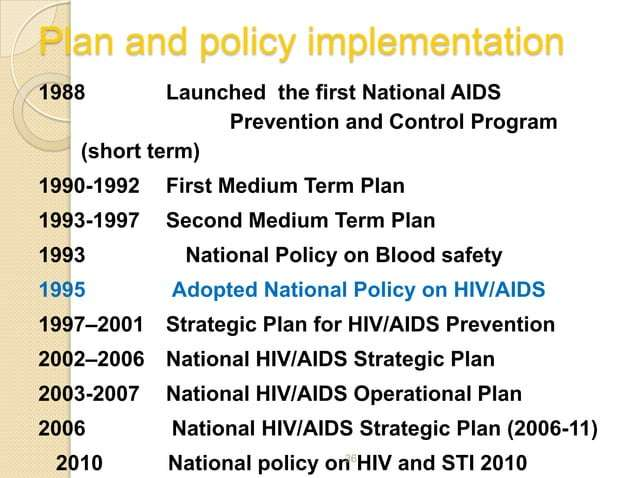 Plan and policy implementation
1988 Launched the first National AIDS
Prevention and Control Program
(short term)
1990-1992 First Medium Term Plan
1993-1997 Second Medium Term Plan
1993 National Policy on Blood safety
1995 Adopted National Policy on HIV/AIDS
1997–2001 Strategic Plan for HIV/AIDS Prevention
2002–2006 National HIV/AIDS Strategic Plan
2003-2007 National HIV/AIDS Operational Plan
2006 National HIV/AIDS Strategic Plan (2006-11)
2010 National policy on HIV and STI 2010